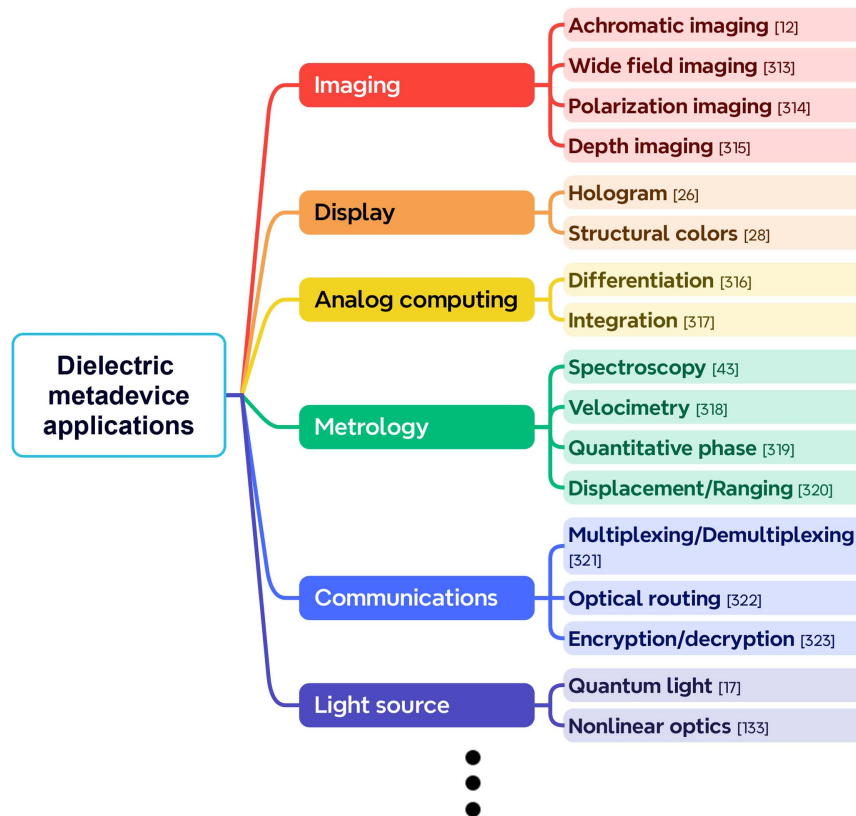 Dielectric
metadevice
applications
Imaging
Achromatic imaging [12]
Wide field imaging [313]
Polarization imaging [314]
Depth imaging [315]
Display
Hologram [26]
Structural colors [28]
Analog computing
Differentiation [316]
Integration [317]
Metrology
Spectroscopy [43]
Velocimetry [318]
Quantitative phase [319]
Displacement/Ranging [320]
Communications
Multiplexing/Demultiplexing
[321]
Optical routing [322]
Encryption/decryption [323]
Light source
Quantum light [17]
Nonlinear optics [133]